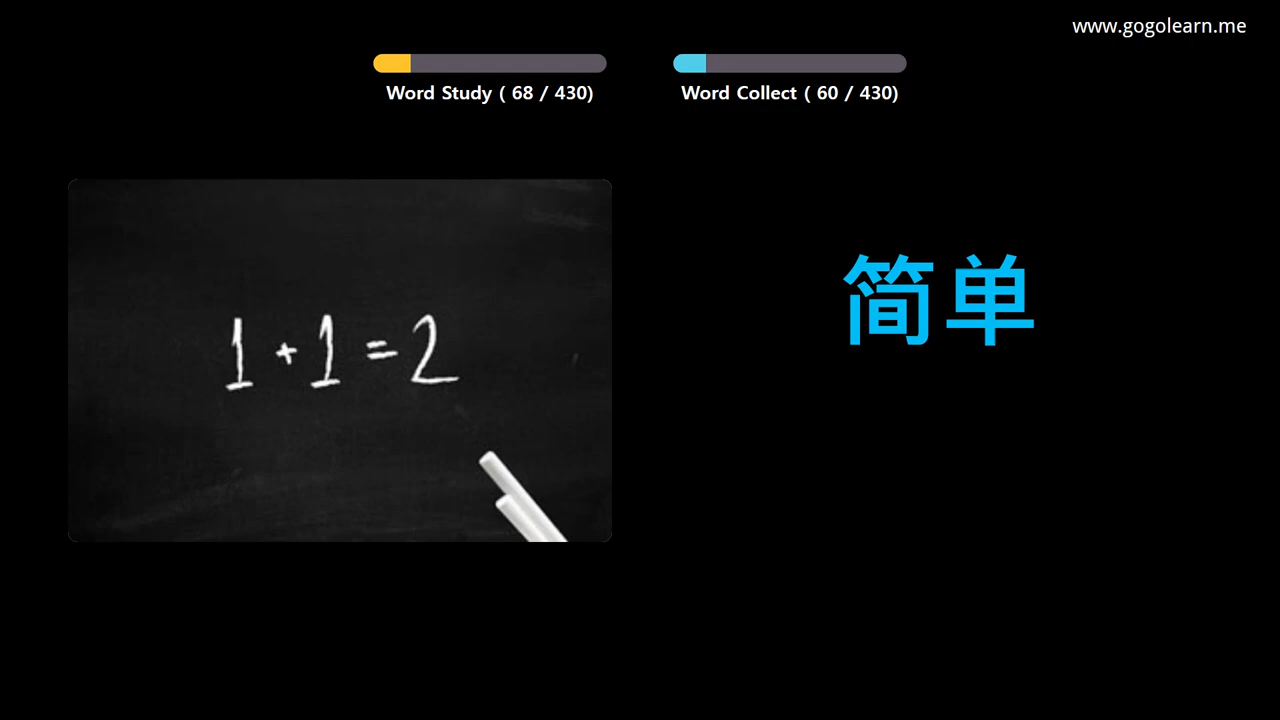 www.gogolearn.me
Word Study ( 68 / 430)
Word Collect ( 60 / 430)
1 + 1 = 2
简单